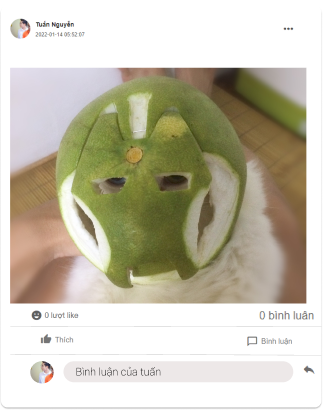 Tuấn Nguyễn
2022-01-14 05:52:07
0 lượt like
0 bình luân
Thích
Bình luận
Bình luận của tuấn